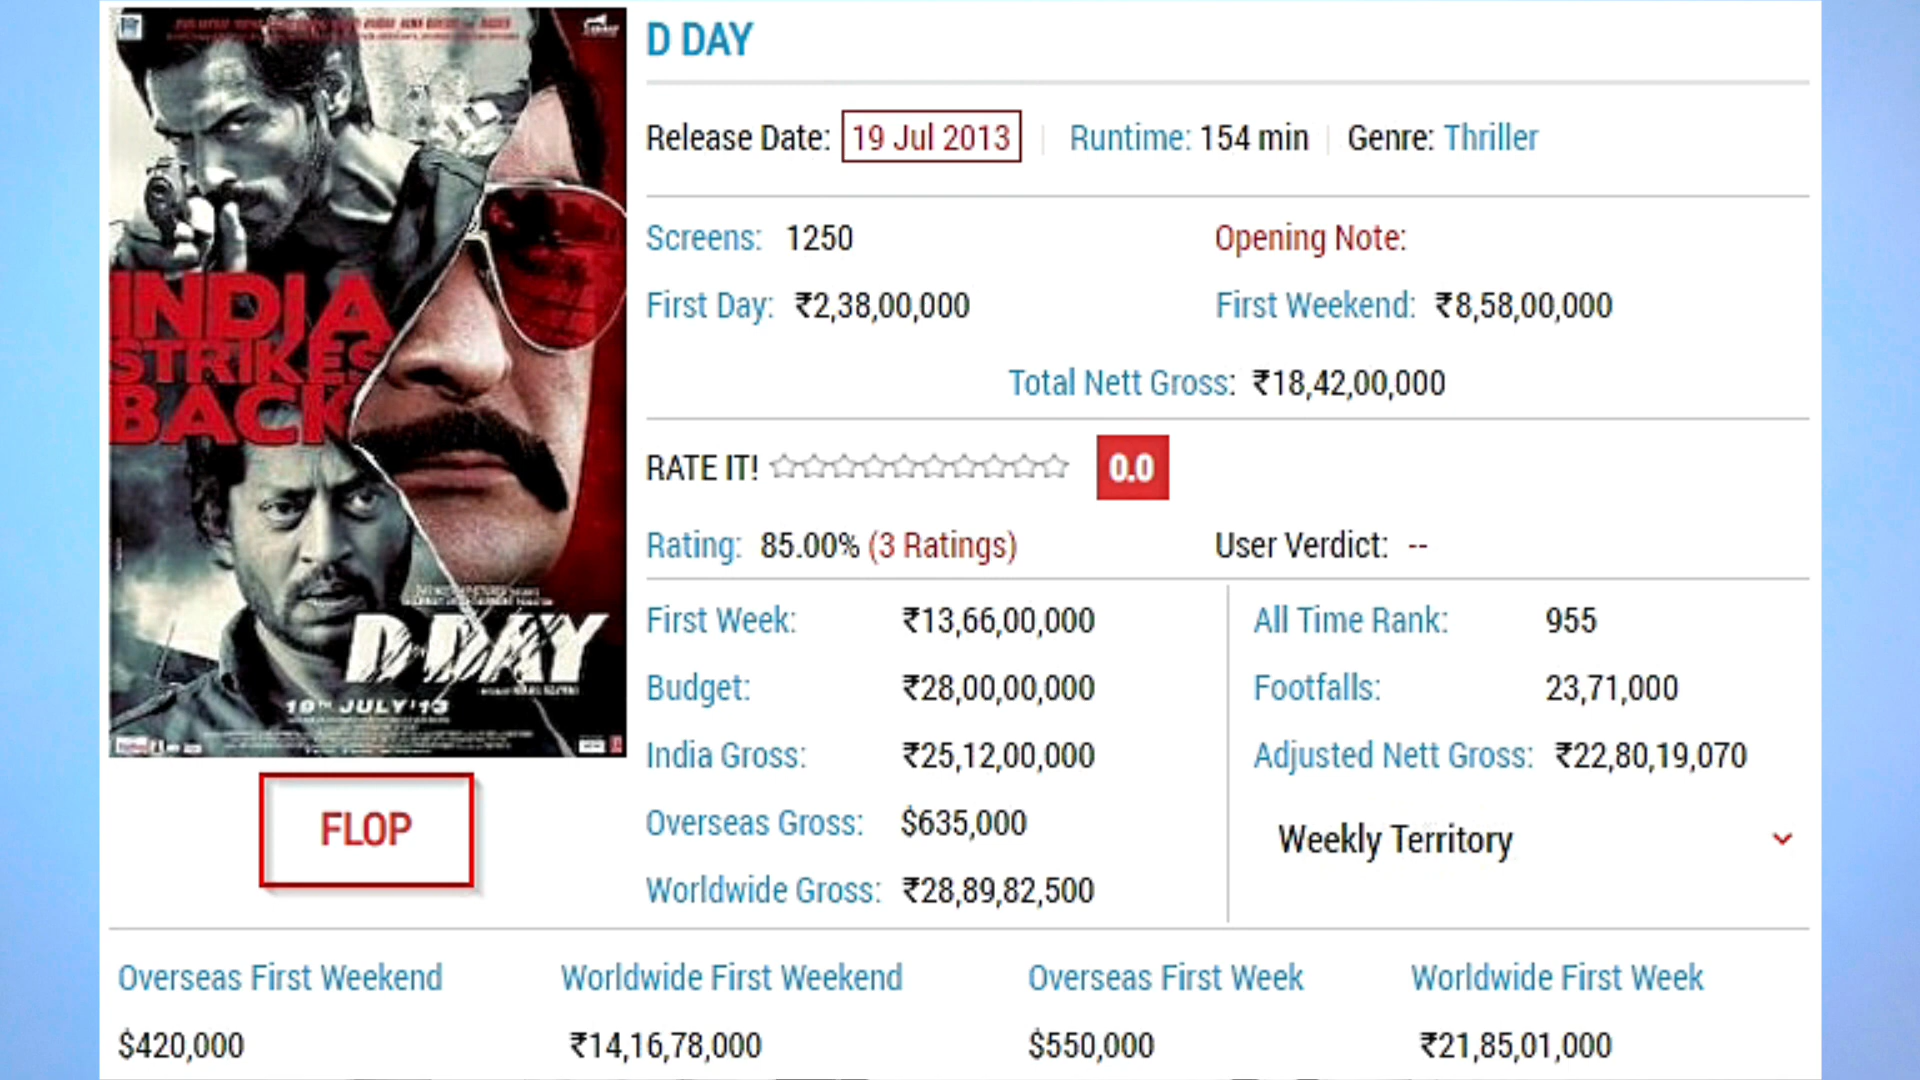 D DAY
Release Date: 19 Jul 2013 Runtime: 154 min Genre: Thriller
Screens: 1250 Opening Note:
First Day: ₹2,38,00,000 First Weekend: ₹8,58,00,000
Total Nett Gross: ₹18,42,00,000
RATE IT! 0.0
Rating: 85.00% (3 Ratings) User Verdict: --
First Week: ₹13,66,00,000
Budget: ₹28,00,00,000
India Gross: ₹25,12,00,000
Overseas Gross: $635,000
Worldwide Gross: ₹28,89,82,500
All Time Rank: 955
Footfalls: 23,71,000
Adjusted Nett Gross: ₹22,80,19,070
Weekly Territory
INDIA
STRIKES
BACK
D-DAY
19TH JULY '13
FLOP
Overseas First Weekend Worldwide First Weekend Overseas First Week Worldwide First Week
$420,000 ₹14,16,78,000 $550,000 ₹21,85,01,000